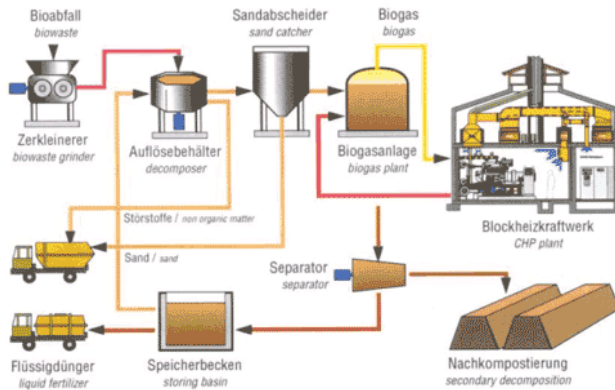 Bioabfall
biowaste
Sandabscheider
sand catcher
Biogas
biogas
Zerkleinerer
biowaste grinder
Auflösebehälter
decomposer
Biogasanlage
biogas plant
Störstoffe / non organic matter
Blockheizkraftwerk
CHP plant
Sand / sand
Separator
separator
Flüssigdünger
liquid fertilizer
Speicherbecken
storing basin
Nachkompostierung
secondary decomposition